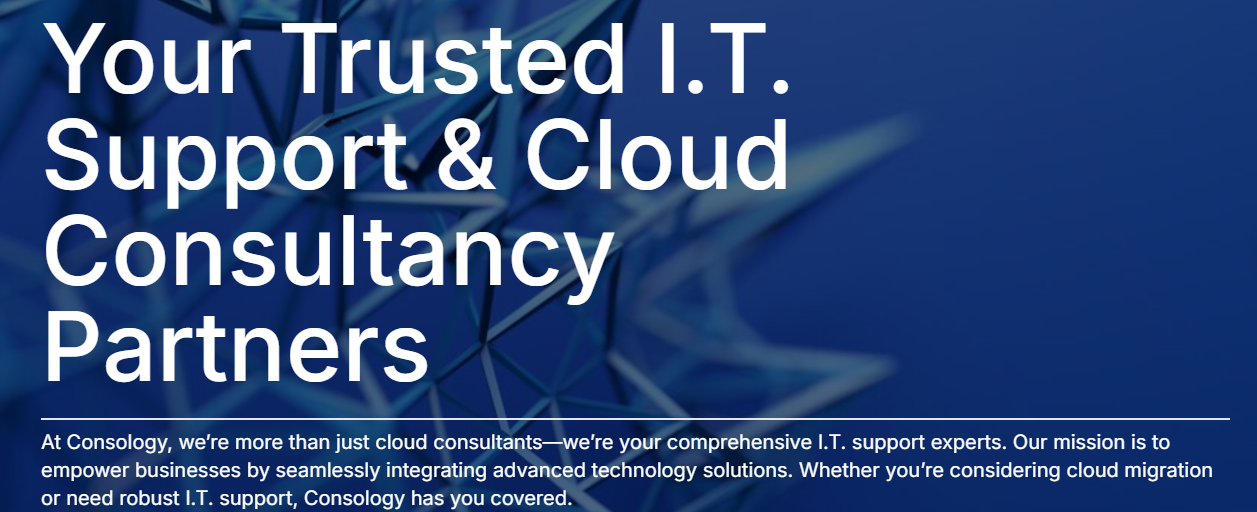 Your Trusted I.T.
Support & Cloud
Consultancy
Partners
At Consology, we’re more than just cloud consultants—we’re your comprehensive I.T. support experts. Our mission is to
empower businesses by seamlessly integrating advanced technology solutions. Whether you’re considering cloud migration
or need robust I.T. support, Consology has you covered.